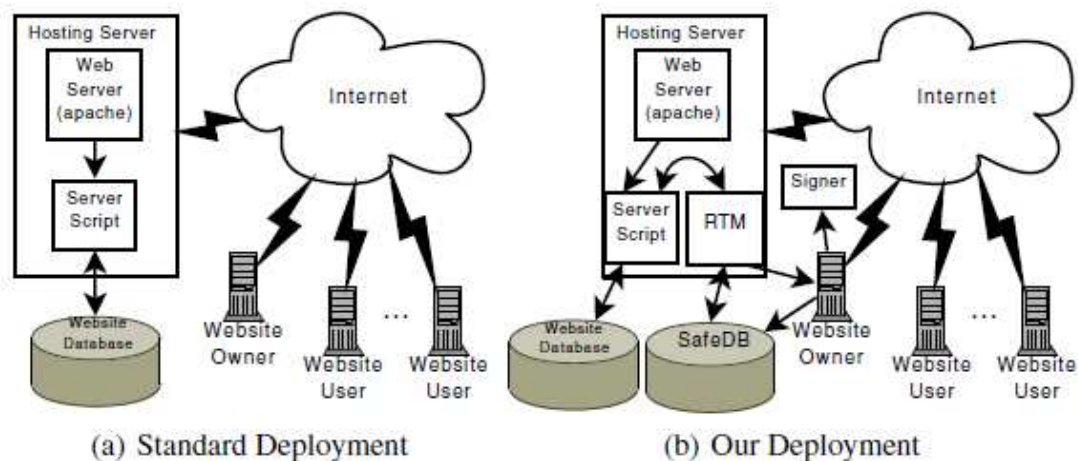 Hosting Server
Web
Server
(apache)
Server
Script
Website
Database
Internet
Website
Owner
Website
User
...
Website
User
(a) Standard Deployment
Hosting Server
Web
Server
(apache)
Server
Script
RTM
Website
Database
SafeDB
Internet
Signer
Website
Owner
Website
User
...
Website
User
(b) Our Deployment